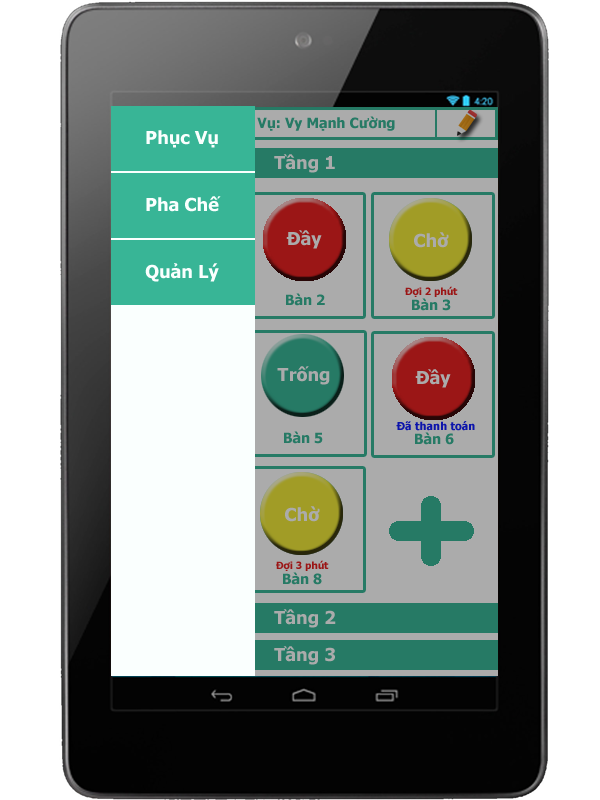 4:20
Phục Vụ
Pha Chế
Quản Lý
Vụ: Vy Mạnh Cường
Tầng 1
Đầy
Bàn 2
Chờ
Đợi 2 phút
Bàn 3
Trống
Bàn 5
Đầy
Đã thanh toán
Bàn 6
Chờ
Đợi 3 phút
Bàn 8
Tầng 2
Tầng 3